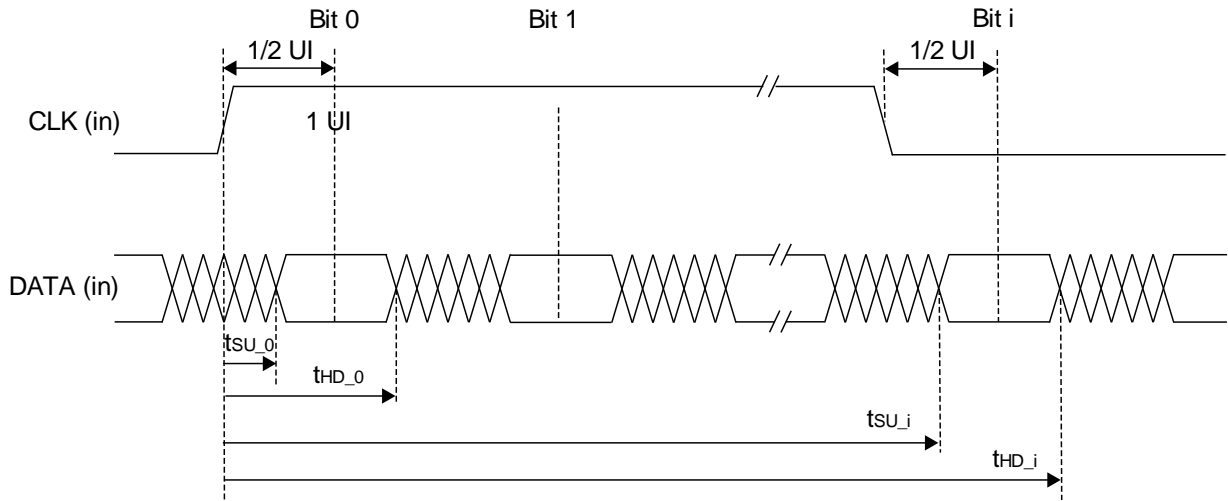 Bit 0 Bit 1 Bit i
1/2 UI 1/2 UI
CLK (in) 1 UI
DATA (in)
tSU_0
tHD_0
tSU_i
tHD_i